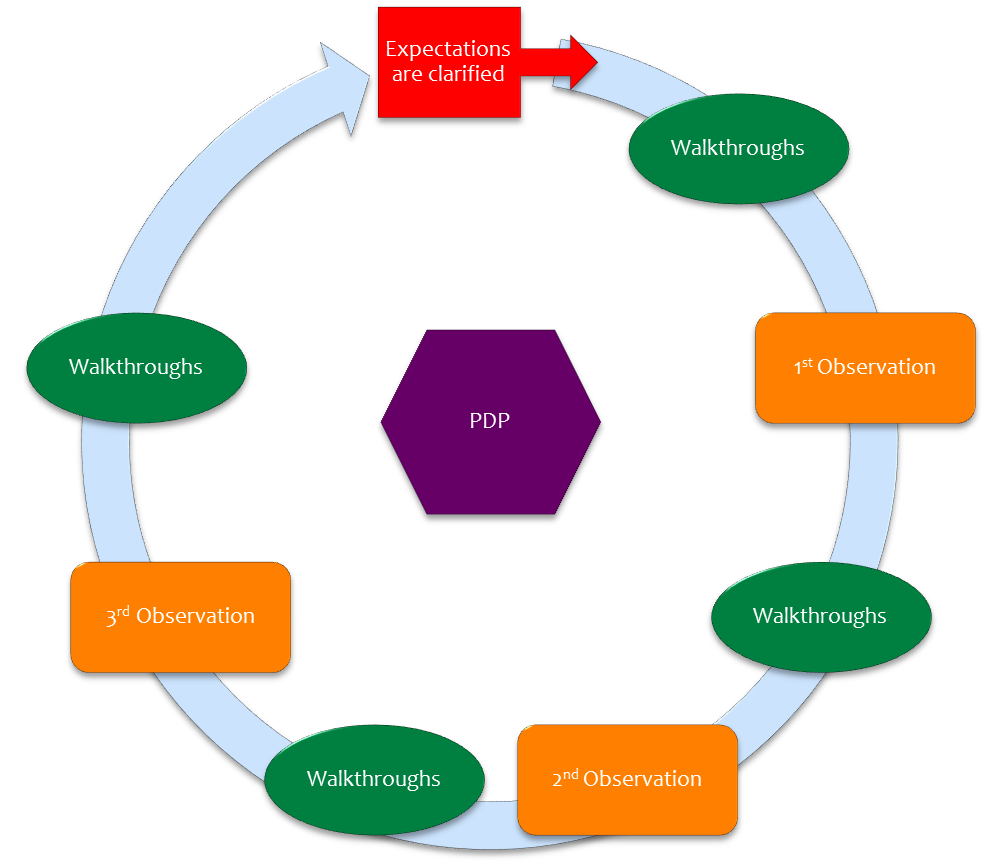 Expectations
are clarified
Walkthroughs
1st Observation
Walkthroughs
2nd Observation
Walkthroughs
3rd Observation
Walkthroughs
PDP